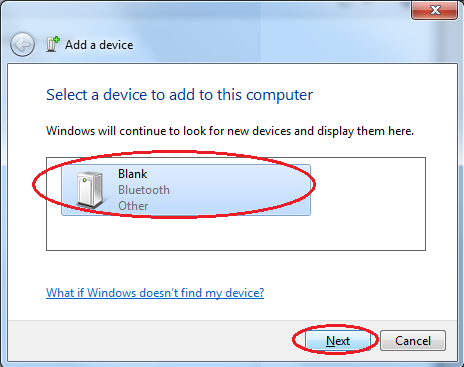 Add a device
Select a device to add to this computer
Windows will continue to look for new devices and display them here.
Blank
Bluetooth
Other
What if Windows doesn't find my device?
Next
Cancel